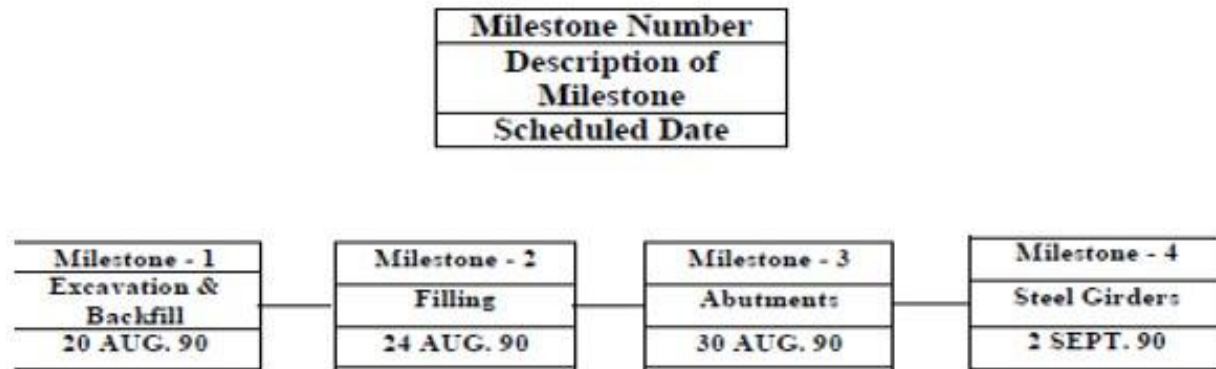 Milestone Number
Description of
Milestone
Scheduled Date
Milestone - 1
Excavation &
Backfill
20 AUG. 90
Milestone - 2
Filling
24 AUG. 90
Milestone - 3
Abutments
30 AUG. 90
Milestone - 4
Steel Girders
2 SEPT. 90